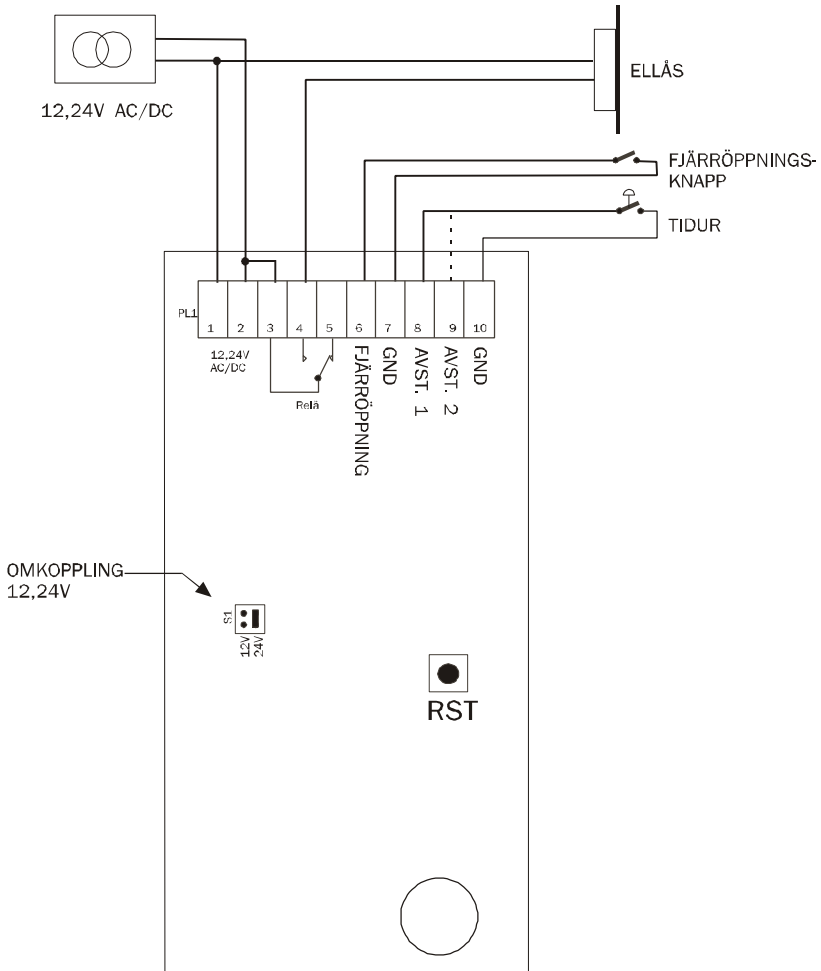 ELLÅS
12,24V AC/DC
FJÄRRÖPPNINGS-
KNAPP
TIDUR
PL1
1 2 3 4 5 6 7 8 9 10
12,24V
AC/DC
Relä
FJÄRRÖPPNING
GND
AVST. 1
AVST. 2
GND
OMKOPPLING
12,24V
S1
12V
24V
RST